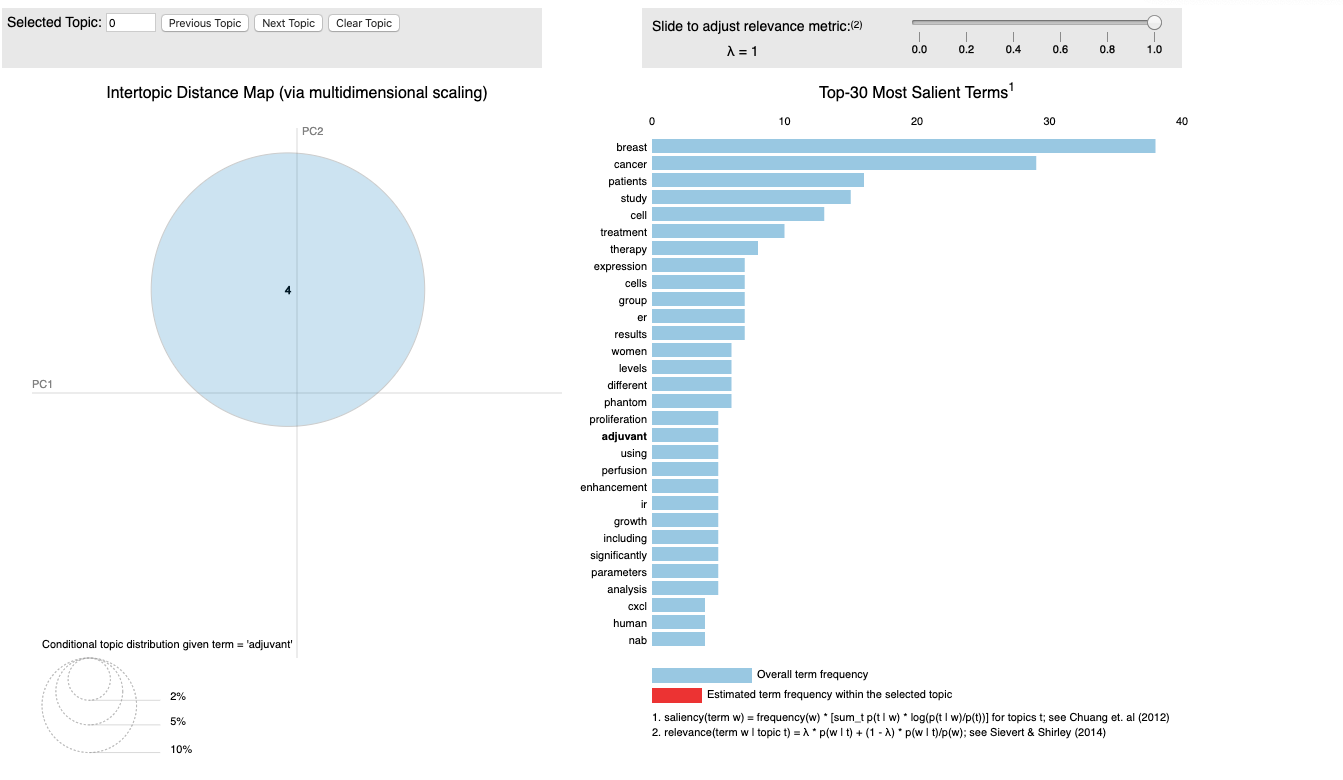 Selected Topic: 0 Previous Topic Next Topic Clear Topic
Slide to adjust relevance metric:(2)
λ = 1
0.0 0.2 0.4 0.6 0.8 1.0
Intertopic Distance Map (via multidimensional scaling)
PC2
PC1
4
Conditional topic distribution given term = 'adjuvant'
2%
5%
10%
Top-30 Most Salient Terms1
0 10 20 30 40
breast
cancer
patients
study
cell
treatment
therapy
expression
cells
group
er
results
women
levels
different
phantom
proliferation
adjuvant
using
perfusion
enhancement
ir
growth
including
significantly
parameters
analysis
cxcl
human
nab
Overall term frequency
Estimated term frequency within the selected topic
1. saliency(term w) = frequency(w) * [sum_t p(t | w) * log(p(t | w)/p(t))] for topics t; see Chuang et. al (2012)
2. relevance(term w | topic t) = λ * p(w | t) + (1 - λ) * p(w | t)/p(w); see Sievert & Shirley (2014)